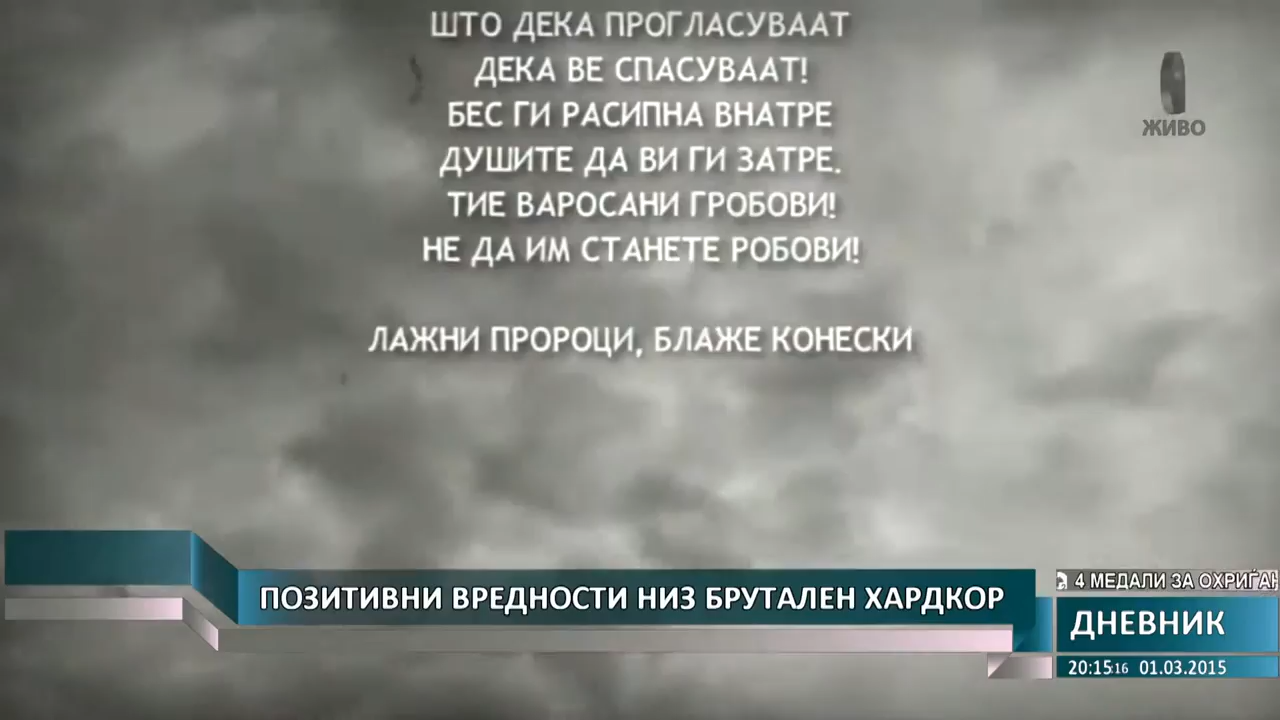 ШТО ДЕКА ПРОГЛАСУВААТ
ДЕКА ВЕ СПАСУВААТ!
БЕС ГИ РАСИПНА ВНАТРЕ
ДУШИТЕ ДА ВИ ГИ ЗАТРЕ.
ТИЕ ВАРОСАНИ ГРОБОВИ!
НЕ ДА ИМ СТАНЕТЕ РОБОВИ!
ЛАЖНИ ПРОРОЦИ, БЛАЖЕ КОНЕСКИ
ЖИВО
ПОЗИТИВНИ ВРЕДНОСТИ НИЗ БРУТАЛЕН ХАРДКОР
4 МЕДАЛИ ЗА ОХРИЃАН
ДНЕВНИК
20:15:16 01.03.2015